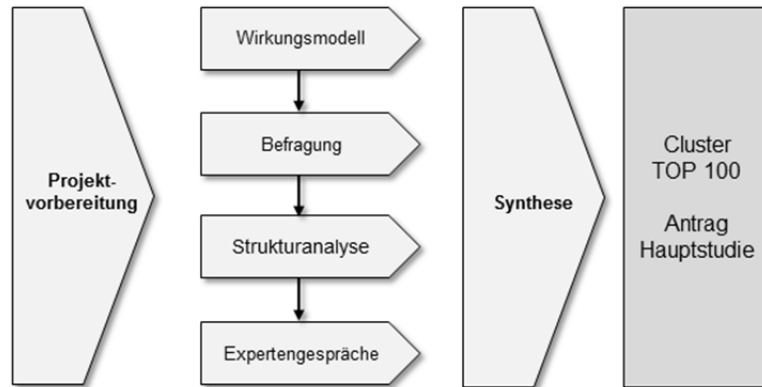 Projekt-
vorbereitung
Wirkungsmodell
Befragung
Strukturanalyse
Expertengespräche
Synthese
Cluster
TOP 100
Antrag
Hauptstudie